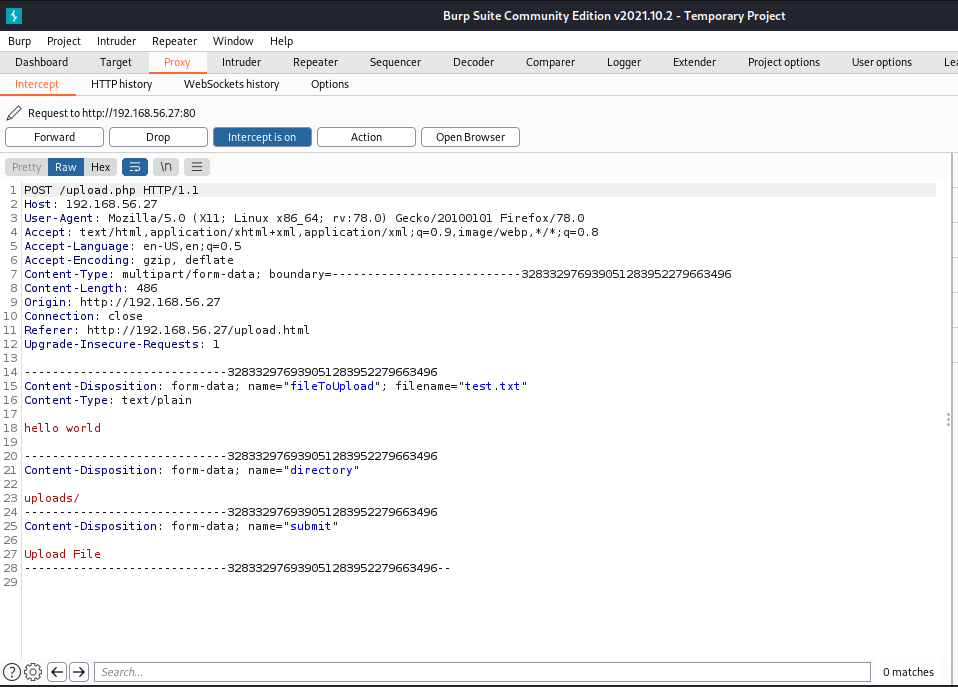 Burp Suite Community Edition v2021.10.2 - Temporary Project
Burp Project Intruder Repeater Window Help
Dashboard Target Proxy Intruder Repeater Sequencer Decoder Comparer Logger Extender Project options User options Lea
Intercept HTTP history WebSockets history Options
Request to http://192.168.56.27:80
Forward Drop Intercept is on Action Open Browser
Pretty Raw Hex \n
1 POST /upload.php HTTP/1.1
2 Host: 192.168.56.27
3 User-Agent: Mozilla/5.0 (X11; Linux x86_64; rv:78.0) Gecko/20100101 Firefox/78.0
4 Accept: text/html,application/xhtml+xml,application/xml;q=0.9,image/webp,*/*;q=0.8
5 Accept-Language: en-US,en;q=0.5
6 Accept-Encoding: gzip, deflate
7 Content-Type: multipart/form-data; boundary=---------------------------328332976939051283952279663496
8 Content-Length: 486
9 Origin: http://192.168.56.27
10 Connection: close
11 Referer: http://192.168.56.27/upload.html
12 Upgrade-Insecure-Requests: 1
13
14 -----------------------------328332976939051283952279663496
15 Content-Disposition: form-data; name="fileToUpload"; filename="test.txt"
16 Content-Type: text/plain
17
18 hello world
19
20 -----------------------------328332976939051283952279663496
21 Content-Disposition: form-data; name="directory"
22
23 uploads/
24 -----------------------------328332976939051283952279663496
25 Content-Disposition: form-data; name="submit"
26
27 Upload File
28 -----------------------------328332976939051283952279663496--
29
? Search... 0 matches